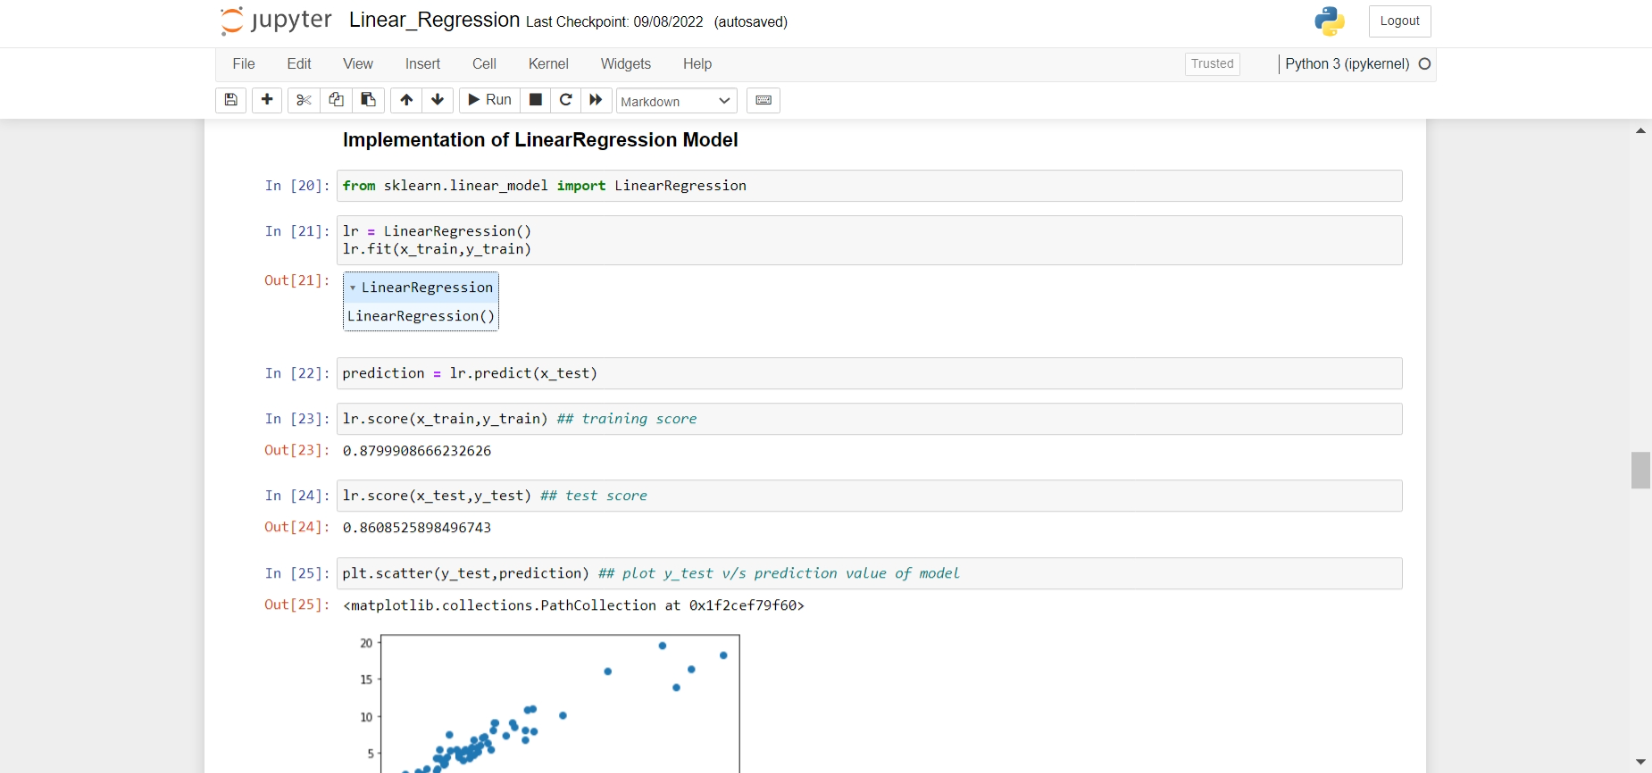 jupyter Linear_Regression Last Checkpoint: 09/08/2022 (autosaved)
Logout
File Edit View Insert Cell Kernel Widgets Help
Trusted
Python 3 (ipykernel)
Run
Markdown
Implementation of LinearRegression Model
In [20]: from sklearn.linear_model import LinearRegression
In [21]: lr = LinearRegression()
lr.fit(x_train,y_train)
Out[21]: LinearRegression
LinearRegression()
In [22]: prediction = lr.predict(x_test)
In [23]: lr.score(x_train,y_train) ## training score
Out[23]: 0.8799908666232626
In [24]: lr.score(x_test,y_test) ## test score
Out[24]: 0.8608525898496743
In [25]: plt.scatter(y_test,prediction) ## plot y_test v/s prediction value of model
Out[25]: <matplotlib.collections.PathCollection at 0x1f2cef79f60>
20
15
10
5